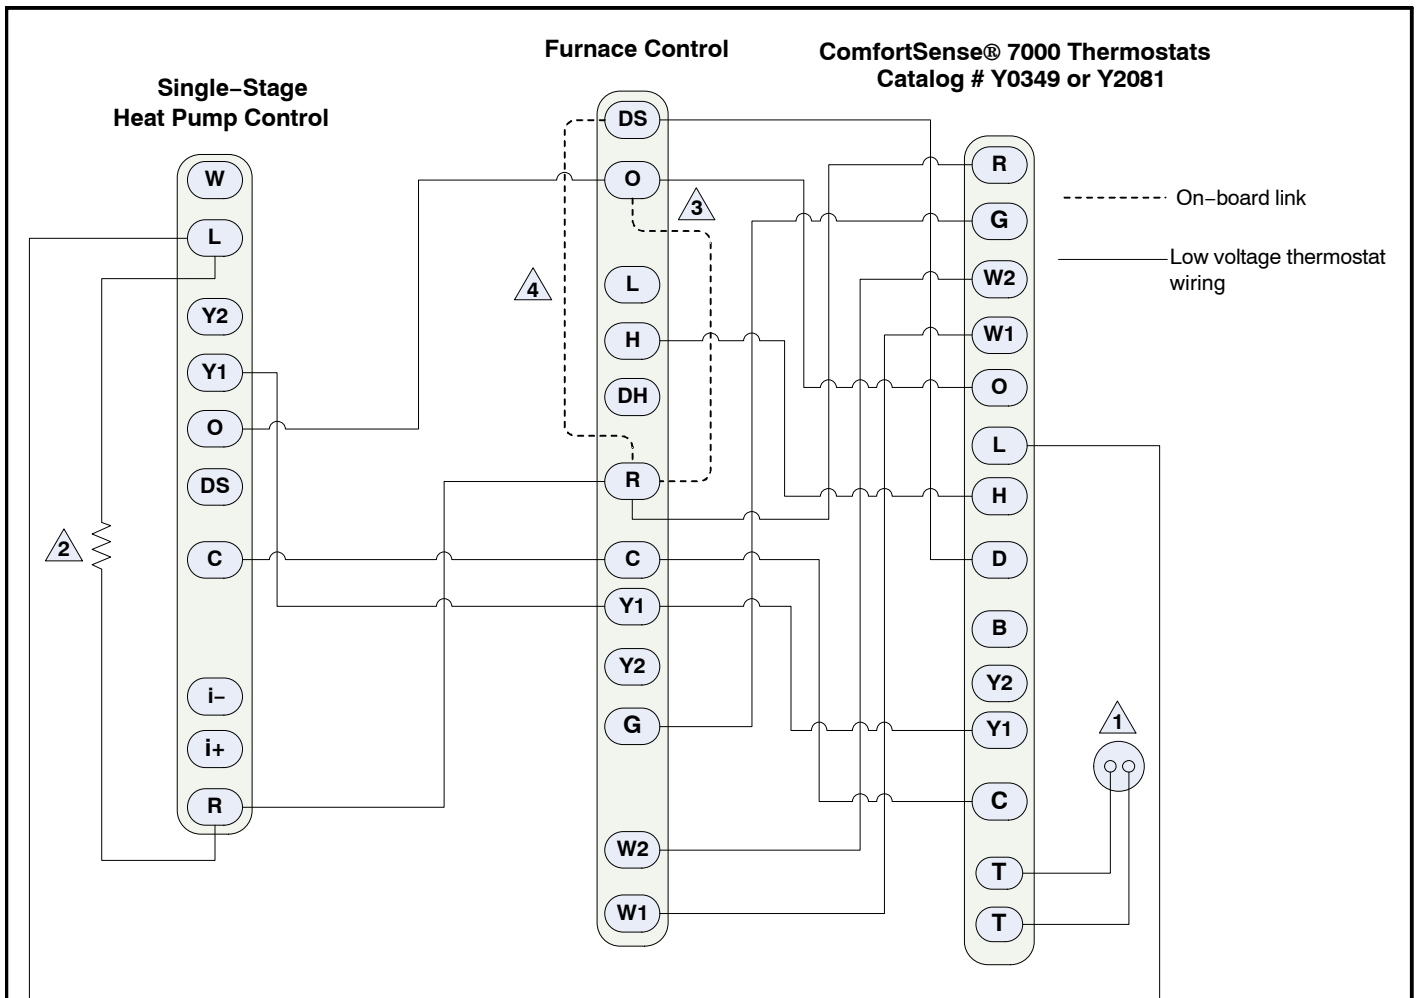 Furnace Control
ComfortSense® 7000 Thermostats
Catalog # Y0349 or Y2081
Single−Stage
Heat Pump Control
W
L
Y2
Y1
O
DS
C
i−
i+
R
2
DS
O
L
H
DH
R
C
Y1
Y2
G
W2
W1
3
4
R
G
W2
W1
O
L
H
D
B
Y2
Y1
C
T
T
On−board link
Low voltage thermostat
wiring
1